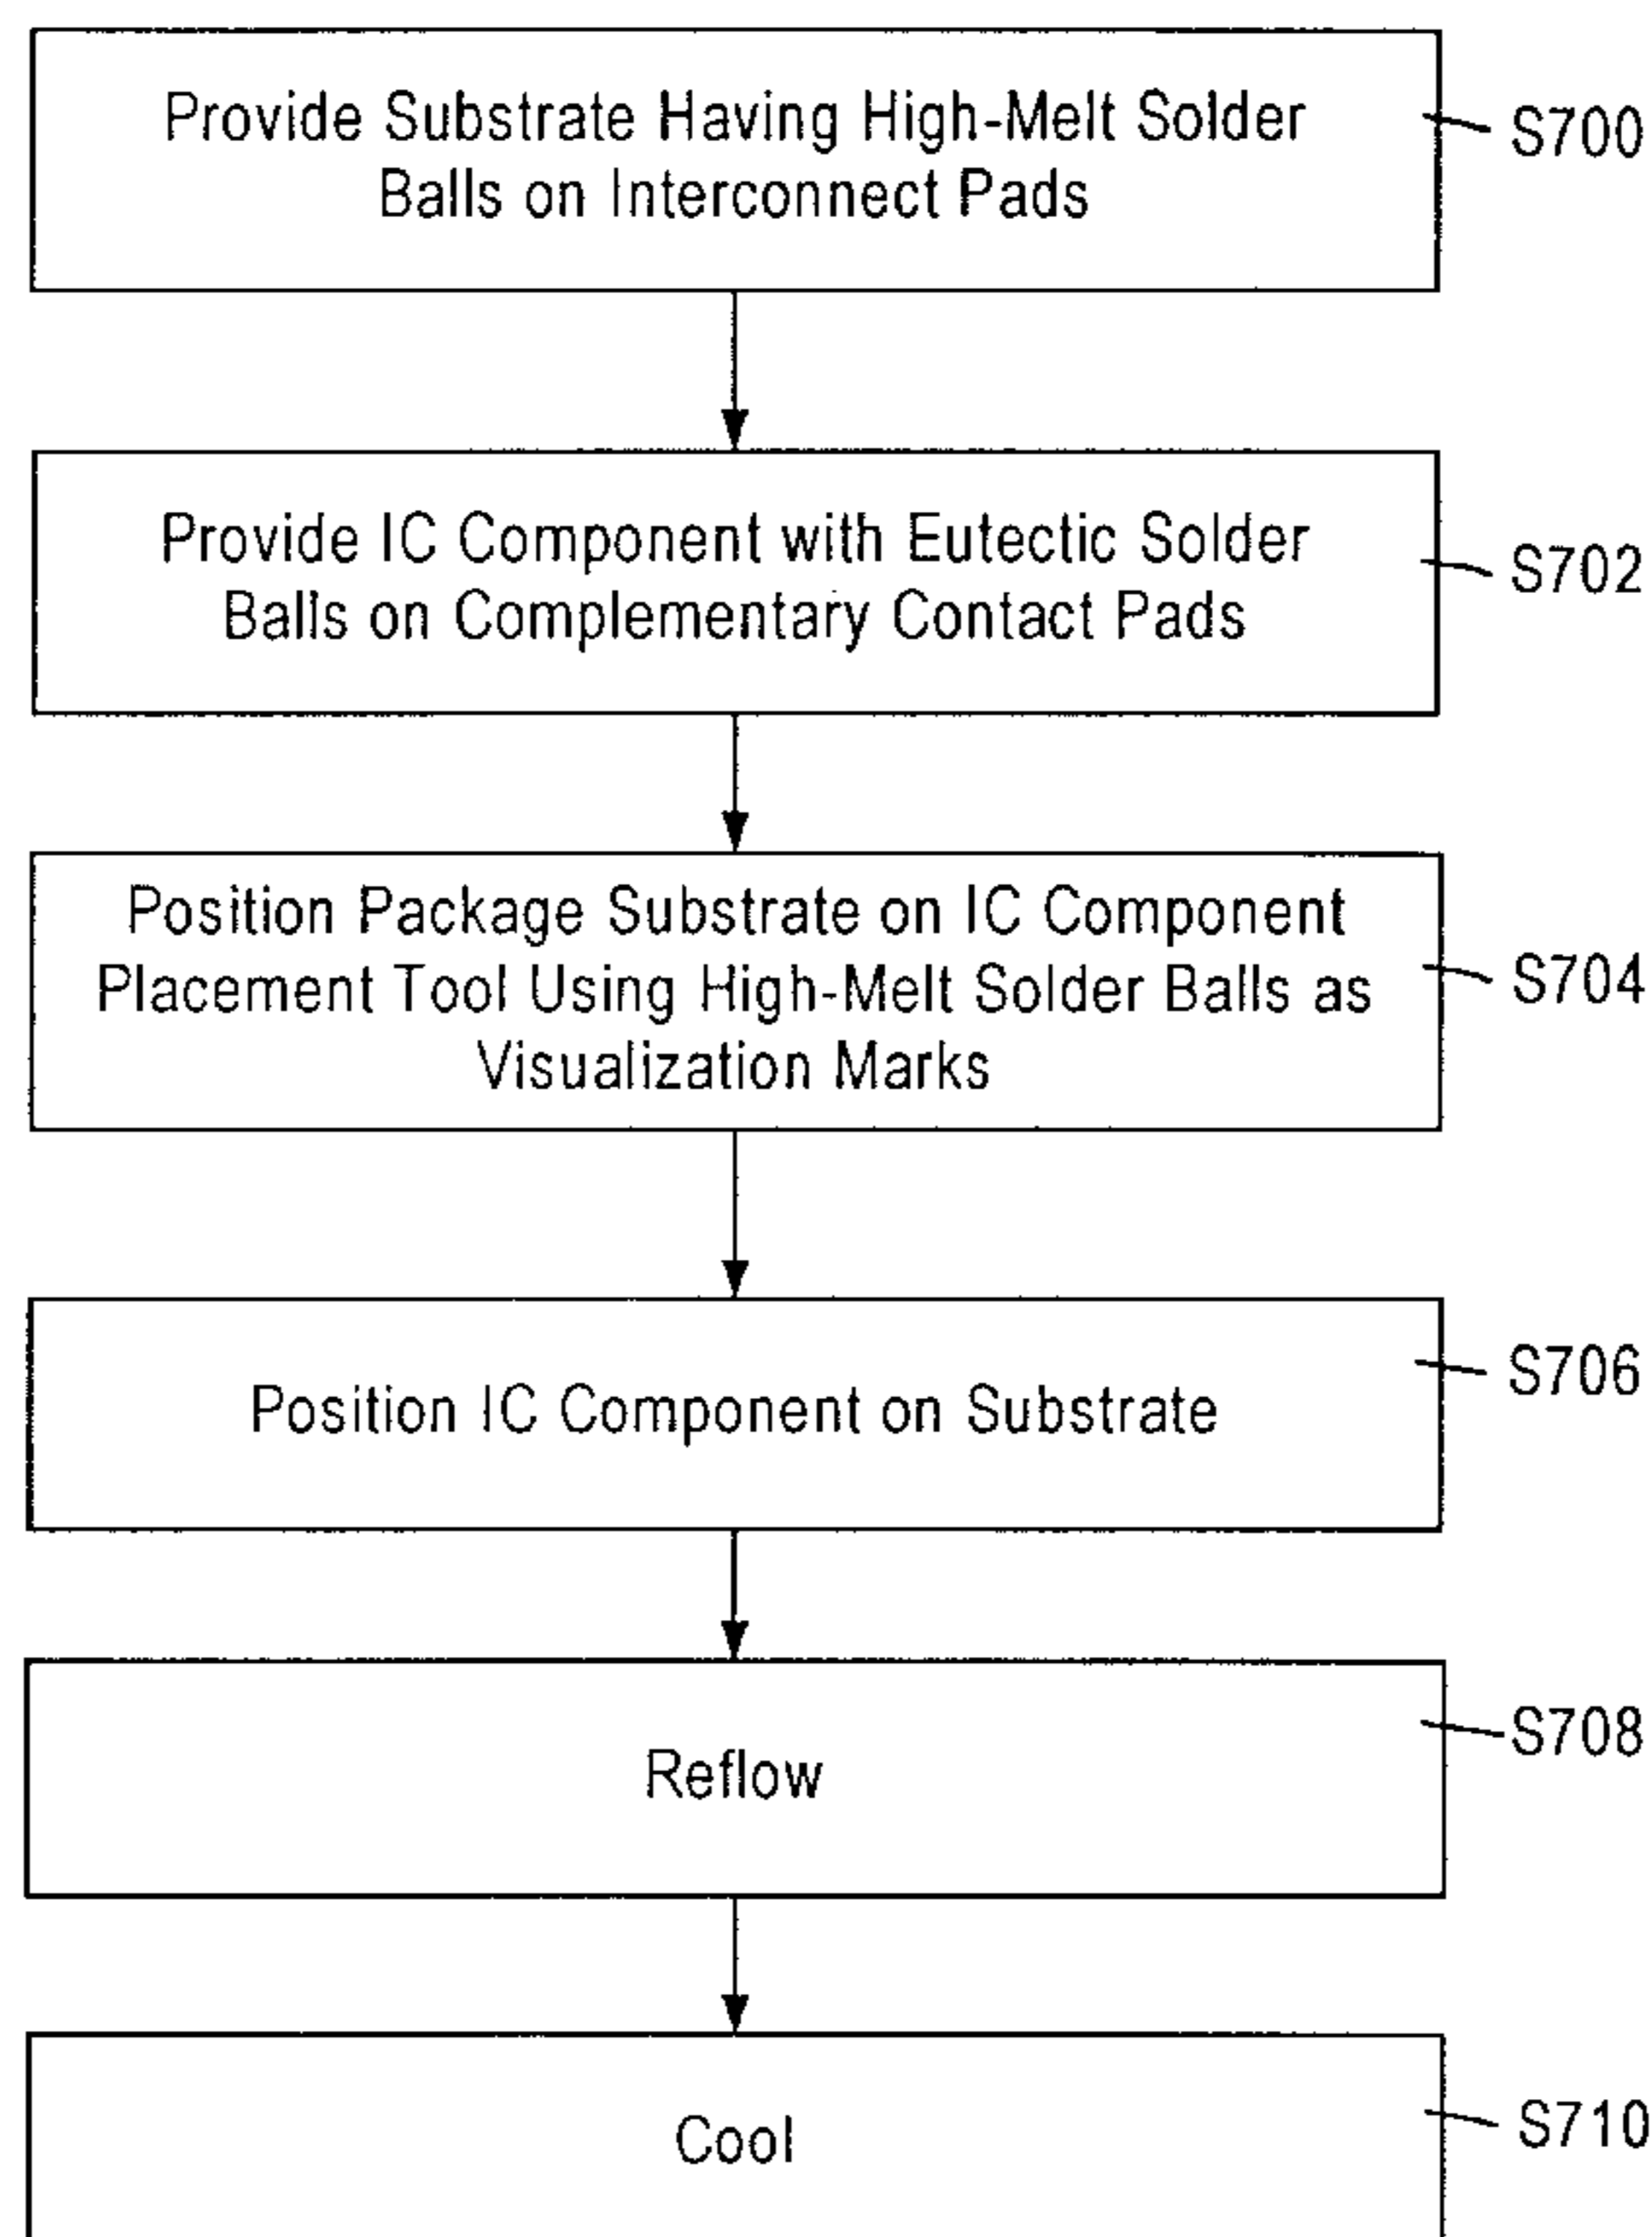 Provide Substrate Having High-Melt Solder
Balls on Interconnect Pads
S700
Provide IC Component with Eutectic Solder
Balls on Complementary Contact Pads
S702
Position Package Substrate on IC Component
Placement Tool Using High-Melt Solder Balls as
Visualization Marks
S704
Position IC Component on Substrate
S706
Reflow
S708
Cool
S710